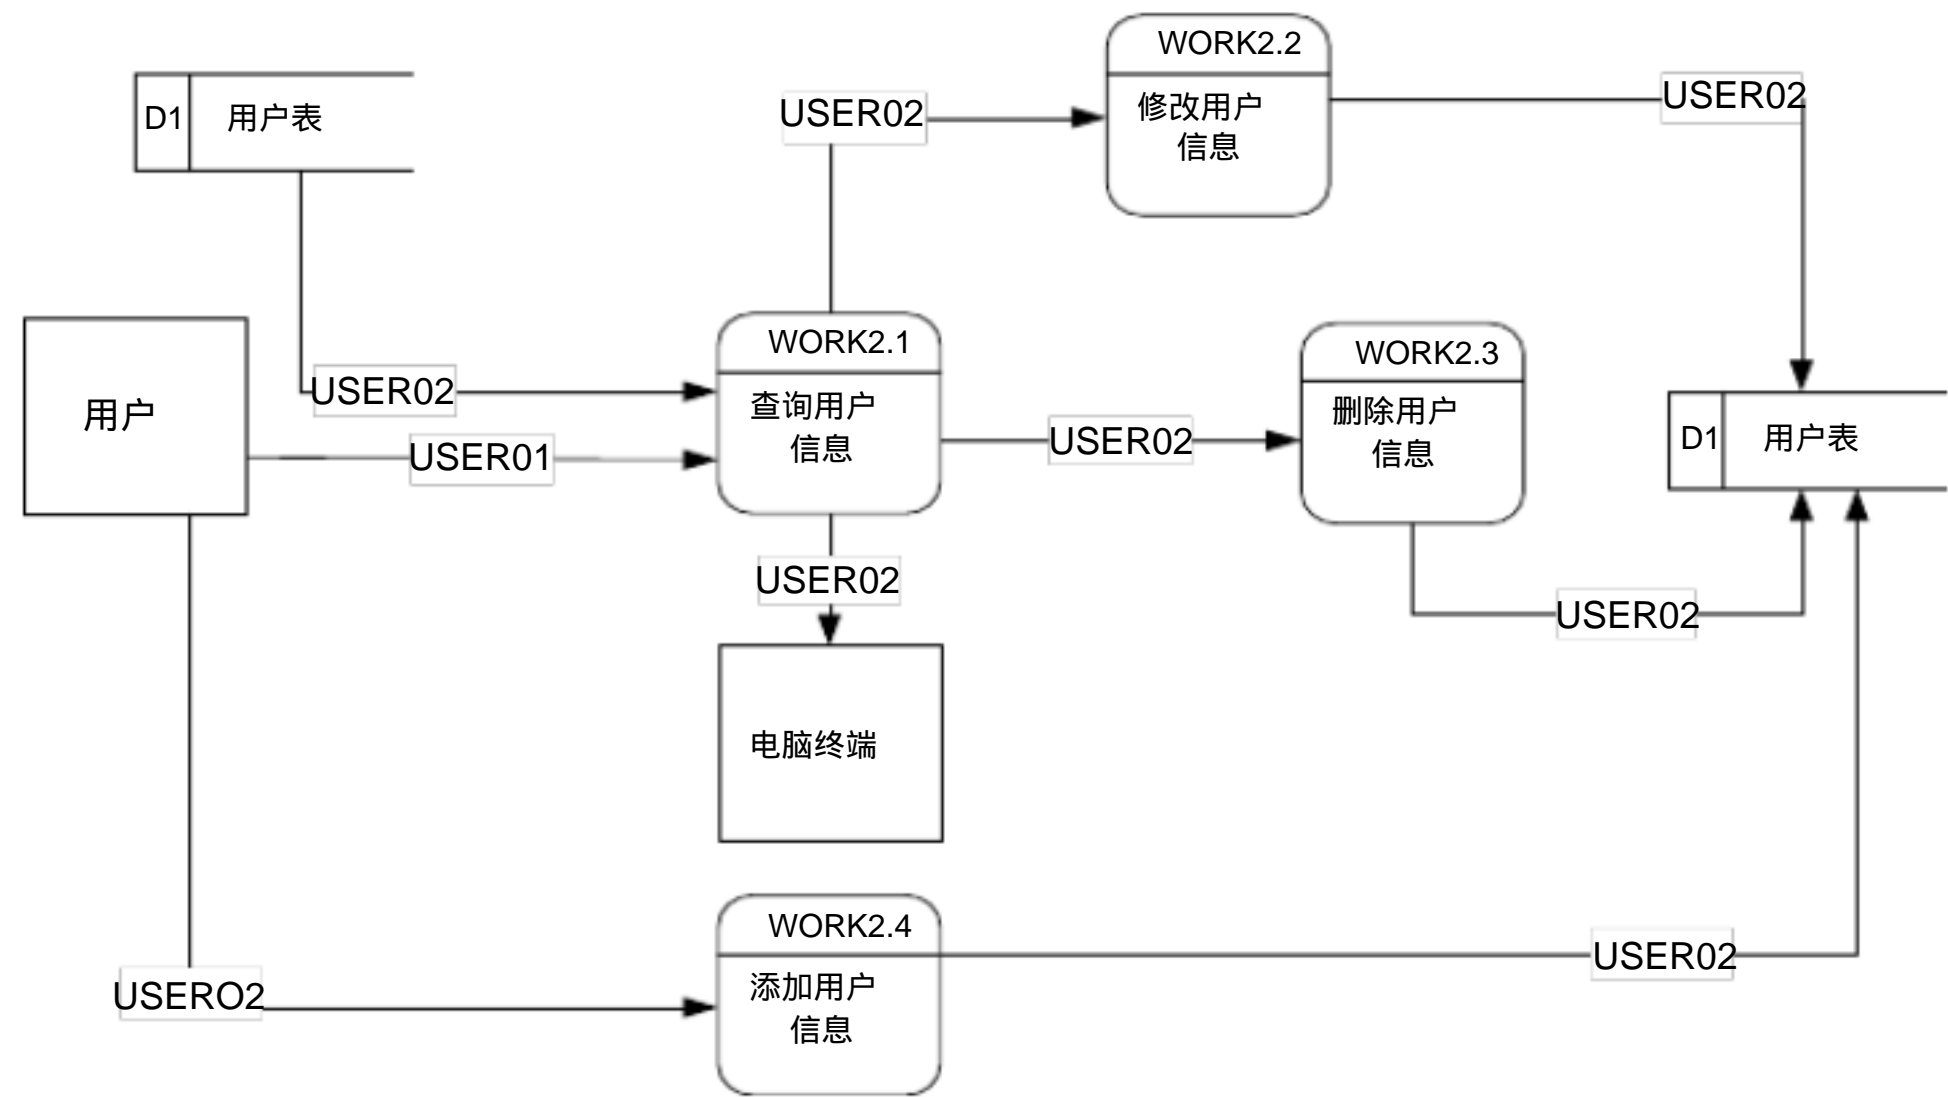 WORK2.2
修改用户
信息
USER02
USER02
D1
用户表
WORK2.1
查询用户
信息
WORK2.3
删除用户
信息
用户
USER02
USER01
USER02
D1
用户表
USER02
USER02
电脑终端
WORK2.4
添加用户
信息
USERO2
USER02